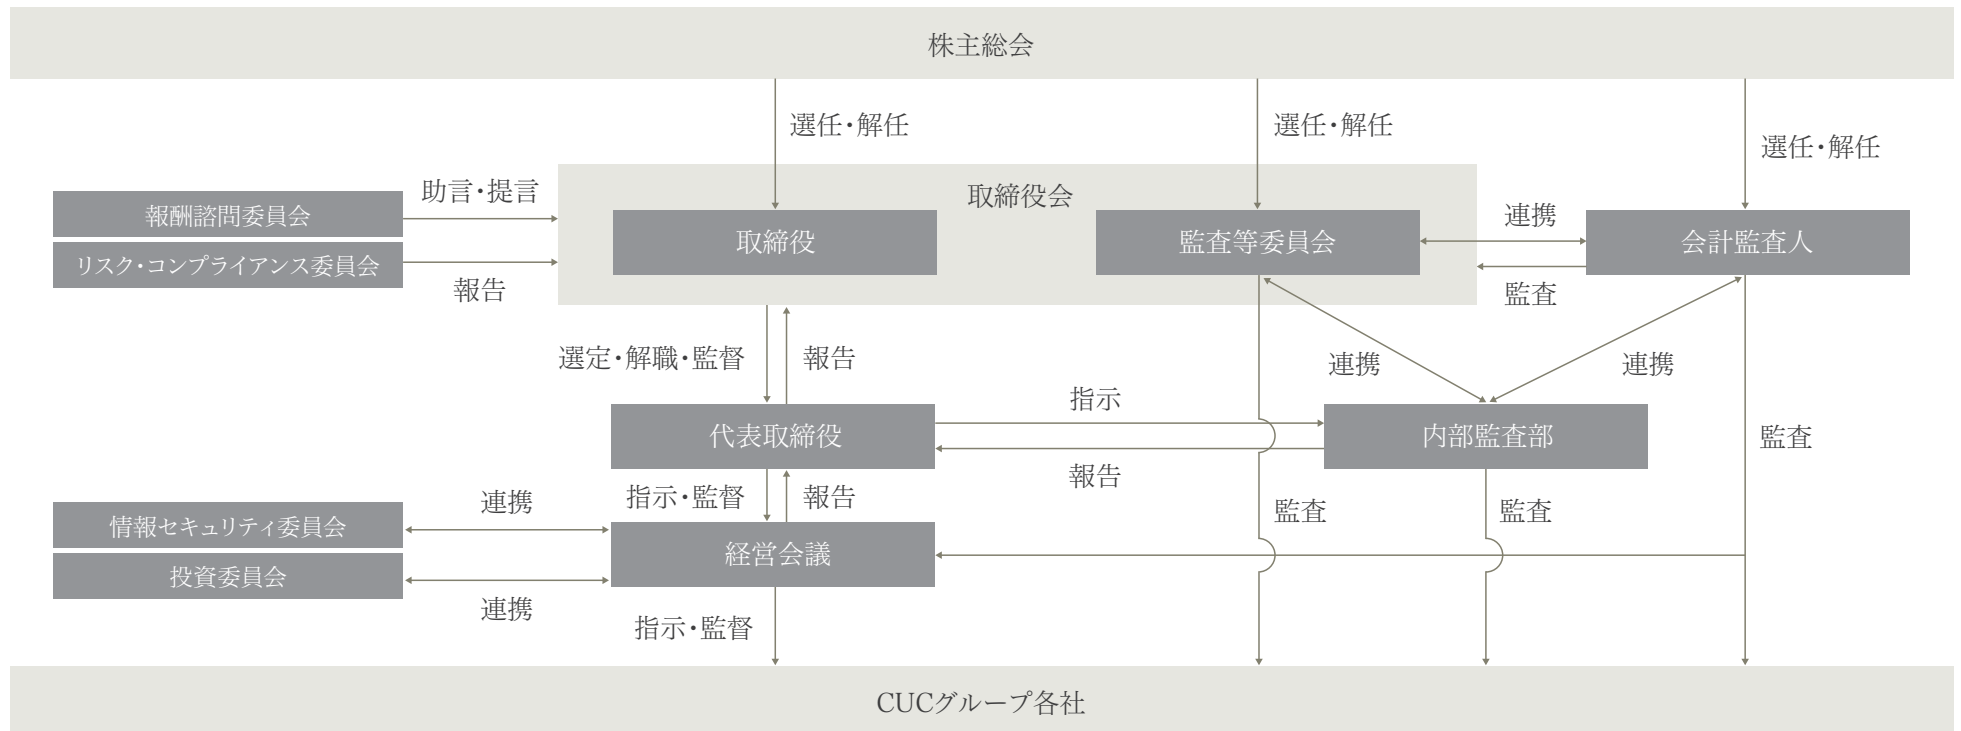 株主総会
選任・解任
選任・解任
選任・解任
助言・提言
取締役会
報酬諮問委員会
リスク・コンプライアンス委員会
報告
取締役
監査等委員会
連携
会計監査人
監査
選定・解職・監督
報告
連携
連携
指示
代表取締役
内部監査部
監査
報告
指示・監督
報告
連携
監査
監査
情報セキュリティ委員会
投資委員会
経営会議
連携
指示・監督
CUCグループ各社